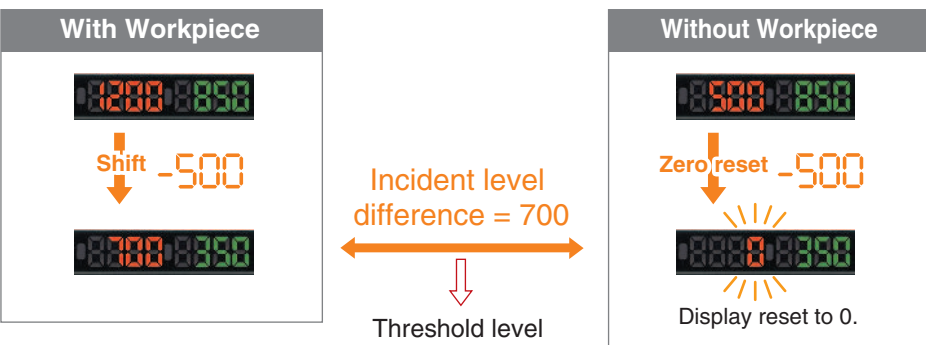 With Workpiece
1200 850
Shift -500
700 350
Incident level
difference = 700
Threshold level
Without Workpiece
500 850
Zero reset -500
0 350
Display reset to 0.